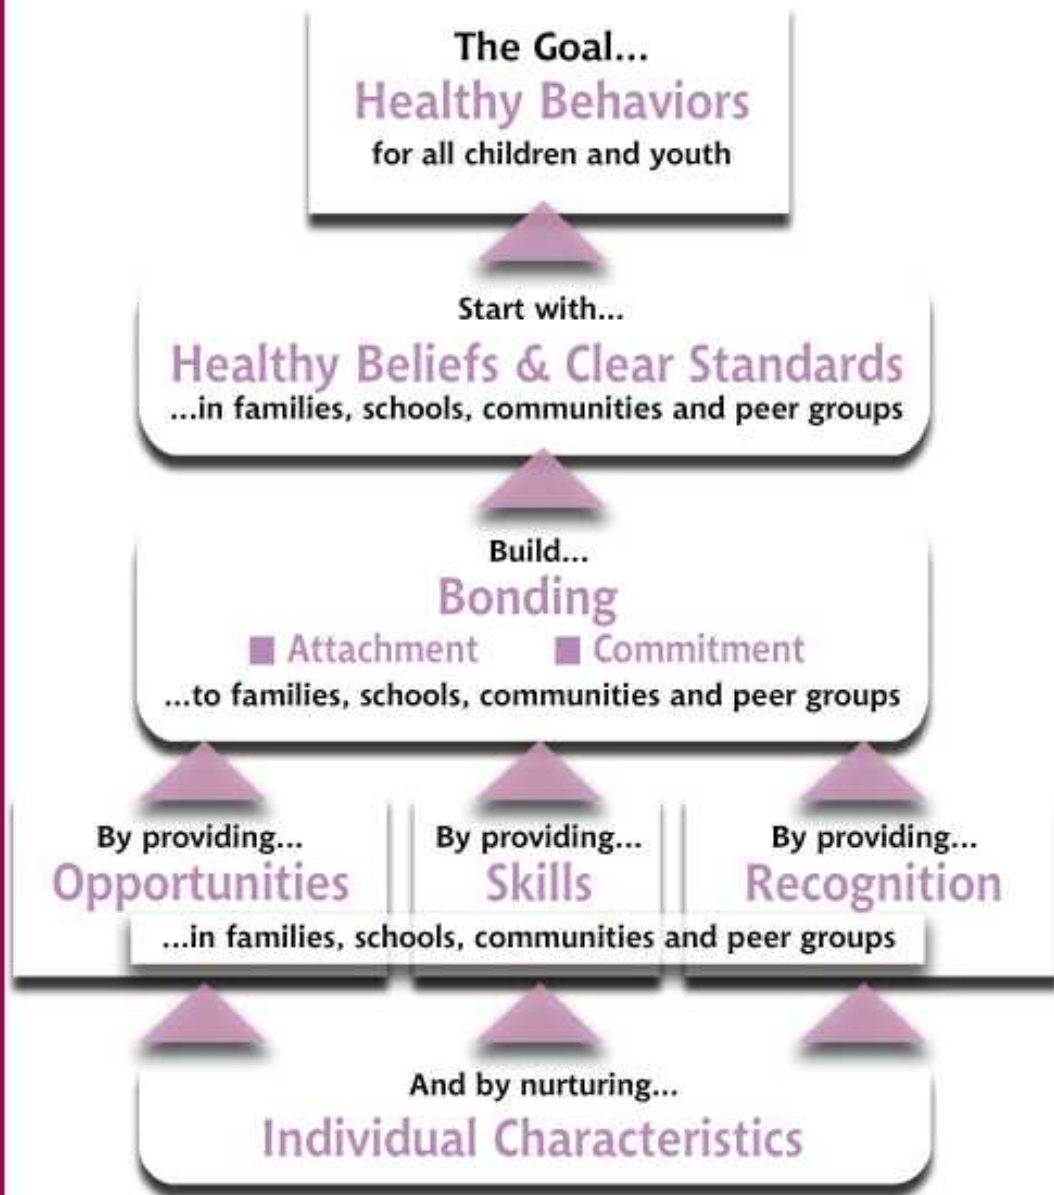 The Goal...
Healthy Behaviors
for all children and youth
Start with...
Healthy Beliefs & Clear Standards
...in families, schools, communities and peer groups
Build...
Bonding
■ Attachment ■ Commitment
...to families, schools, communities and peer groups
By providing... By providing... By providing...
Opportunities Skills Recognition
...in families, schools, communities and peer groups
And by nurturing...
Individual Characteristics